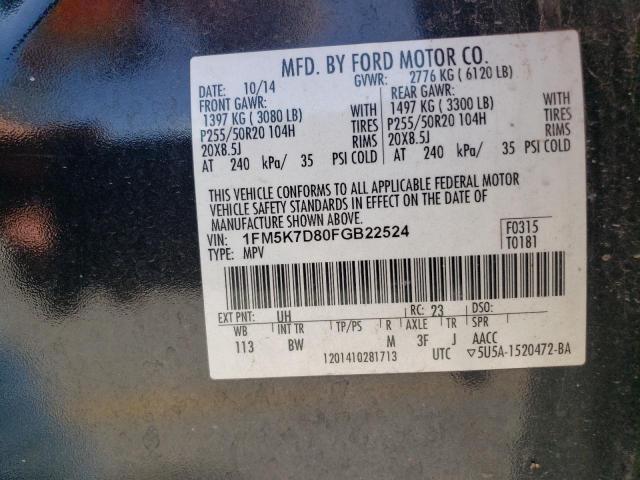 MFD. BY FORD MOTOR CO.
DATE: 10/14 GVWR: 2776 KG ( 6120 LB)
FRONT GAWR: REAR GAWR:
1397 KG ( 3080 LB) WITH 1497 KG ( 3300 LB) WITH
P255/50R20 104H TIRES P255/50R20 104H TIRES
20X8.5J RIMS 20X8.5J RIMS
AT 240 kPa/ 35 PSI COLD AT 240 kPa/ 35 PSI COLD
THIS VEHICLE CONFORMS TO ALL APPLICABLE FEDERAL MOTOR
VEHICLE SAFETY STANDARDS IN EFFECT ON THE DATE OF
MANUFACTURE SHOWN ABOVE.
VIN: 1FM5K7D80FGB22524 F0315
TYPE: MPV T0181
EXT PNT: UH RC: 23 DSO:
WB INT TR TP/PS R AXLE TR SPR
113 BW M 3F J AACC
1201410281713 UTC ▽5U5A-1520472-BA